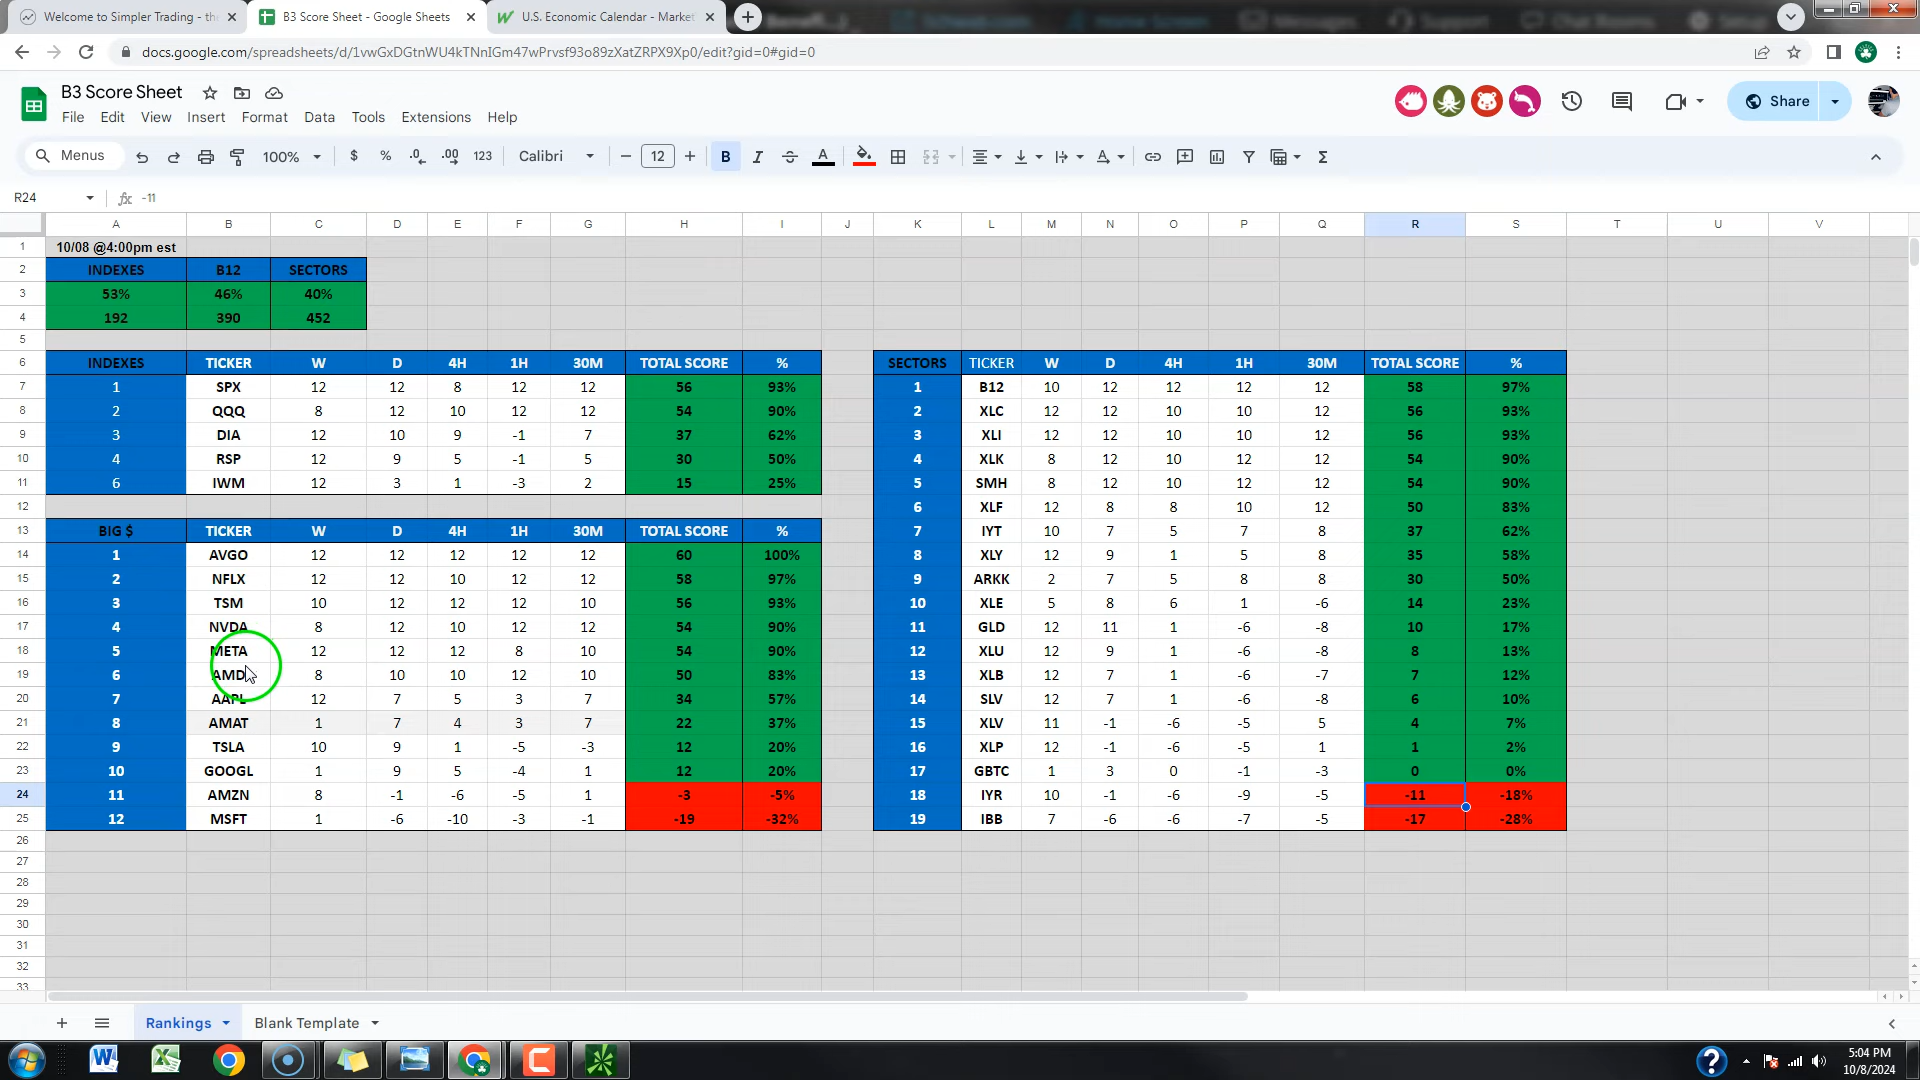 Welcome to Simpler Trading - the
B3 Score Sheet - Google Sheets
U.S. Economic Calendar - Market
docs.google.com/spreadsheets/d/1vwGxDGtnWU4kTNnIGm47wPrvsf93o89zXatZRPX9Xp0/edit?gid=0#gid=0
B3 Score Sheet
File Edit View Insert Format Data Tools Extensions Help
Share
Menus 100% $ % .0 .00 123 Calibri 12 B I A
R24 fx -11
A B C D E F G H I J K L M N O P Q R S T U V
1 10/08 @4:00pm est
2 INDEXES B12 SECTORS
3 53% 46% 40%
4 192 390 452
5
6 INDEXES TICKER W D 4H 1H 30M TOTAL SCORE % SECTORS TICKER W D 4H 1H 30M TOTAL SCORE %
7 1 SPX 12 12 8 12 12 56 93% 1 B12 10 12 12 12 12 58 97%
8 2 QQQ 8 12 10 12 12 54 90% 2 XLC 12 12 10 10 12 56 93%
9 3 DIA 12 10 9 -1 7 37 62% 3 XLI 12 12 10 10 12 56 93%
10 4 RSP 12 9 5 -1 5 30 50% 4 XLK 8 12 10 12 12 54 90%
11 6 IWM 12 3 1 -3 2 15 25% 5 SMH 8 12 10 12 12 54 90%
12 6 XLF 12 8 8 10 12 50 83%
13 BIG $ TICKER W D 4H 1H 30M TOTAL SCORE % 7 IYT 10 7 5 7 8 37 62%
14 1 AVGO 12 12 12 12 12 60 100% 8 XLY 12 9 1 5 8 35 58%
15 2 NFLX 12 12 10 12 12 58 97% 9 ARKK 2 7 5 8 8 30 50%
16 3 TSM 10 12 12 12 10 56 93% 10 XLE 5 8 6 1 -6 14 23%
17 4 NVDA 8 12 10 12 12 54 90% 11 GLD 12 11 1 -6 -8 10 17%
18 5 META 12 12 12 8 10 54 90% 12 XLU 12 9 1 -6 -8 8 13%
19 6 AMD 8 10 10 12 10 50 83% 13 XLB 12 7 1 -6 -7 7 12%
20 7 AAPL 12 7 5 3 7 34 57% 14 SLV 12 7 1 -6 -8 6 10%
21 8 AMAT 1 7 4 3 7 22 37% 15 XLV 11 -1 -6 -5 5 4 7%
22 9 TSLA 10 9 1 -5 -3 12 20% 16 XLP 12 -1 -6 -5 1 1 2%
23 10 GOOGL 1 9 5 -4 1 12 20% 17 GBTC 1 3 0 -1 -3 0 0%
24 11 AMZN 8 -1 -6 -5 1 -3 -5% 18 IYR 10 -1 -6 -9 -5 -11 -18%
25 12 MSFT 1 -6 -10 -3 -1 -19 -32% 19 IBB 7 -6 -6 -7 -5 -17 -28%
26
27
28
29
30
31
32
33
Rankings Blank Template
5:04 PM
10/8/2024